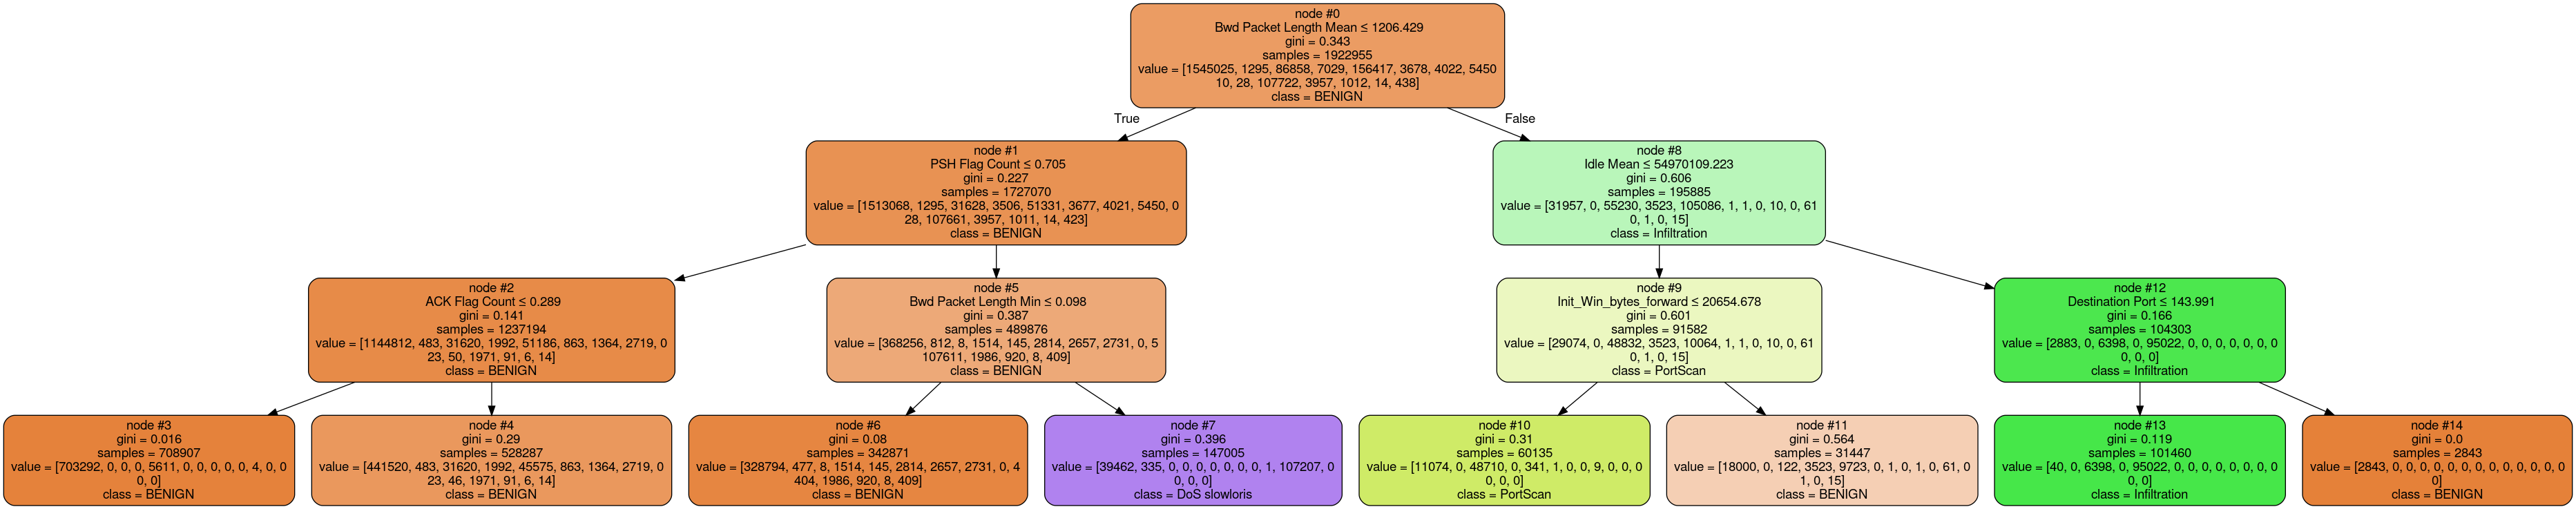 node #0
Bwd Packet Length Mean ≤ 1206.429
gini = 0.343
samples = 1922955
value = [1545025, 1295, 86858, 7029, 156417, 3678, 4022, 5450
10, 28, 107722, 3957, 1012, 14, 438]
class = BENIGN
True
False
node #1
PSH Flag Count ≤ 0.705
gini = 0.227
samples = 1727070
value = [1513068, 1295, 31628, 3506, 51331, 3677, 4021, 5450, 0
28, 107661, 3957, 1011, 14, 423]
class = BENIGN
node #8
Idle Mean ≤ 54970109.223
gini = 0.606
samples = 195885
value = [31957, 0, 55230, 3523, 105086, 1, 1, 0, 10, 0, 61
0, 1, 0, 15]
class = Infiltration
node #2
ACK Flag Count ≤ 0.289
gini = 0.141
samples = 1237194
value = [1144812, 483, 31620, 1992, 51186, 863, 1364, 2719, 0
23, 50, 1971, 91, 6, 14]
class = BENIGN
node #5
Bwd Packet Length Min ≤ 0.098
gini = 0.387
samples = 489876
value = [368256, 812, 8, 1514, 145, 2814, 2657, 2731, 0, 5
107611, 1986, 920, 8, 409]
class = BENIGN
node #9
Init_Win_bytes_forward ≤ 20654.678
gini = 0.601
samples = 91582
value = [29074, 0, 48832, 3523, 10064, 1, 1, 0, 10, 0, 61
0, 1, 0, 15]
class = PortScan
node #12
Destination Port ≤ 143.991
gini = 0.166
samples = 104303
value = [2883, 0, 6398, 0, 95022, 0, 0, 0, 0, 0, 0, 0
0, 0, 0]
class = Infiltration
node #3
gini = 0.016
samples = 708907
value = [703292, 0, 0, 0, 5611, 0, 0, 0, 0, 0, 4, 0, 0
0, 0]
class = BENIGN
node #4
gini = 0.29
samples = 528287
value = [441520, 483, 31620, 1992, 45575, 863, 1364, 2719, 0
23, 46, 1971, 91, 6, 14]
class = BENIGN
node #6
gini = 0.08
samples = 342871
value = [328794, 477, 8, 1514, 145, 2814, 2657, 2731, 0, 4
404, 1986, 920, 8, 409]
class = BENIGN
node #7
gini = 0.396
samples = 147005
value = [39462, 335, 0, 0, 0, 0, 0, 0, 0, 1, 107207, 0
0, 0, 0]
class = DoS slowloris
node #10
gini = 0.31
samples = 60135
value = [11074, 0, 48710, 0, 341, 1, 0, 0, 9, 0, 0, 0
0, 0, 0]
class = PortScan
node #11
gini = 0.564
samples = 31447
value = [18000, 0, 122, 3523, 9723, 0, 1, 0, 1, 0, 61, 0
1, 0, 15]
class = BENIGN
node #13
gini = 0.119
samples = 101460
value = [40, 0, 6398, 0, 95022, 0, 0, 0, 0, 0, 0, 0, 0
0, 0]
class = Infiltration
node #14
gini = 0.0
samples = 2843
value = [2843, 0, 0, 0, 0, 0, 0, 0, 0, 0, 0, 0, 0, 0
0]
class = BENIGN